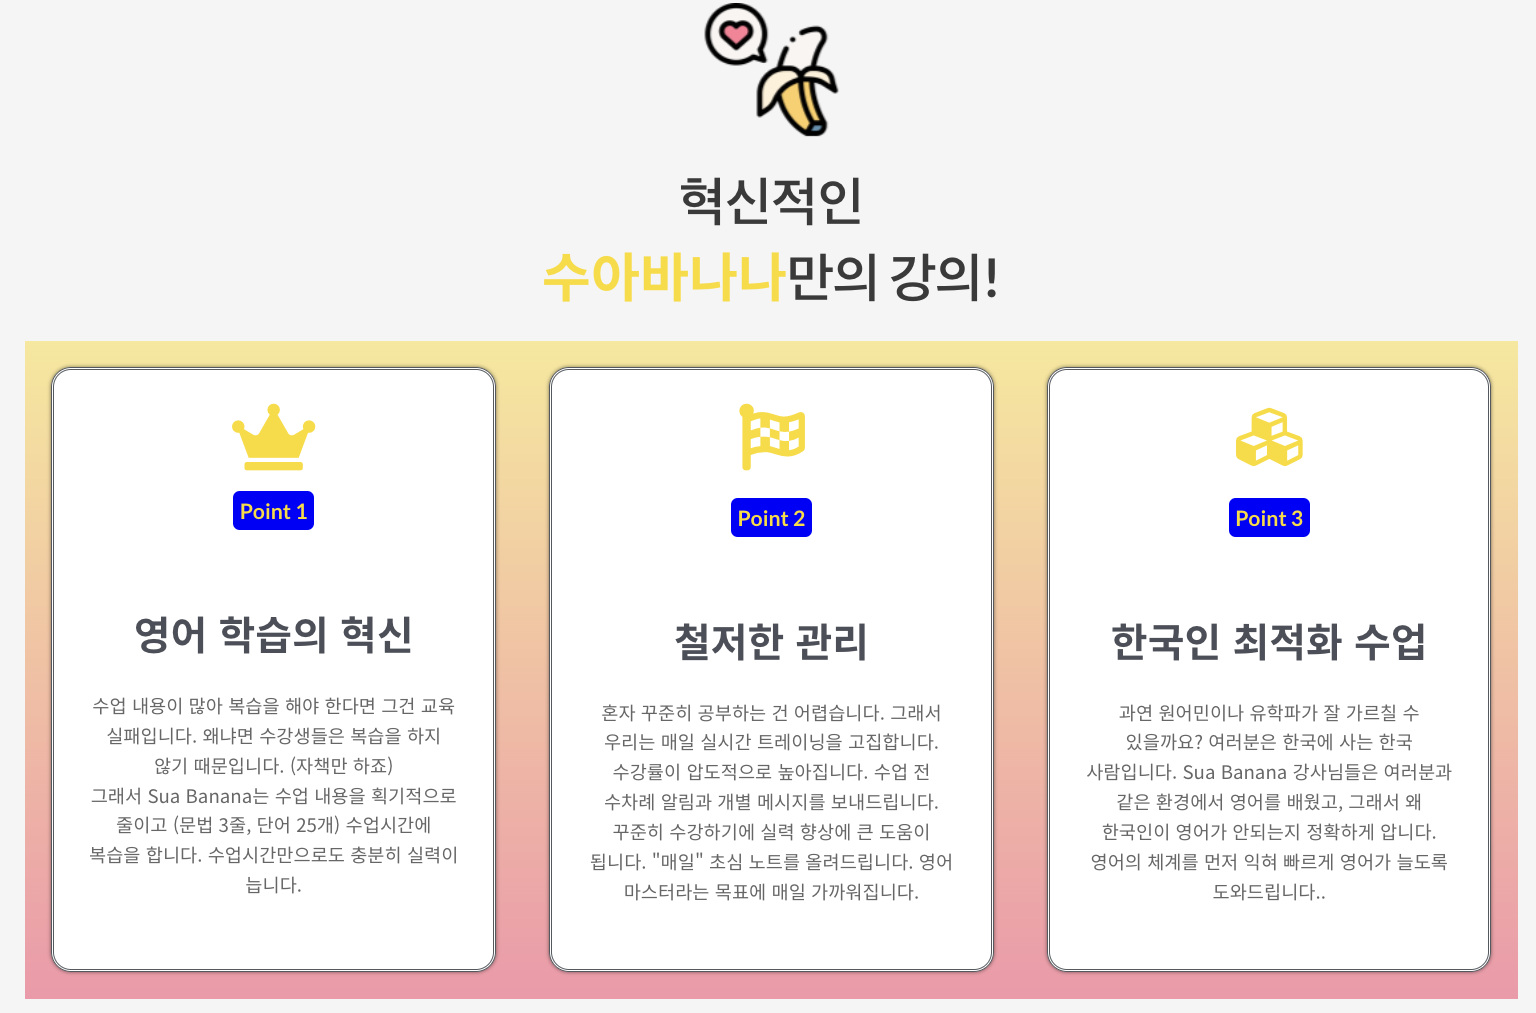 혁신적인
수아바나나만의 강의!
Point 1
영어 학습의 혁신
수업 내용이 많아 복습을 해야 한다면 그건 교육
실패입니다. 왜냐면 수강생들은 복습을 하지
않기 때문입니다. (자책만 하죠)
그래서 Sua Banana는 수업 내용을 획기적으로
줄이고 (문법 3줄, 단어 25개) 수업시간에
복습을 합니다. 수업시간만으로도 충분히 실력이
늡니다.
Point 2
철저한 관리
혼자 꾸준히 공부하는 건 어렵습니다. 그래서
우리는 매일 실시간 트레이닝을 고집합니다.
수강률이 압도적으로 높아집니다. 수업 전
수차례 알림과 개별 메시지를 보내드립니다.
꾸준히 수강하기에 실력 향상에 큰 도움이
됩니다. "매일" 초심 노트를 올려드립니다. 영어
마스터라는 목표에 매일 가까워집니다.
Point 3
한국인 최적화 수업
과연 원어민이나 유학파가 잘 가르칠 수
있을까요? 여러분은 한국에 사는 한국
사람입니다. Sua Banana 강사님들은 여러분과
같은 환경에서 영어를 배웠고, 그래서 왜
한국인이 영어가 안되는지 정확하게 압니다.
영어의 체계를 먼저 익혀 빠르게 영어가 늘도록
도와드립니다..